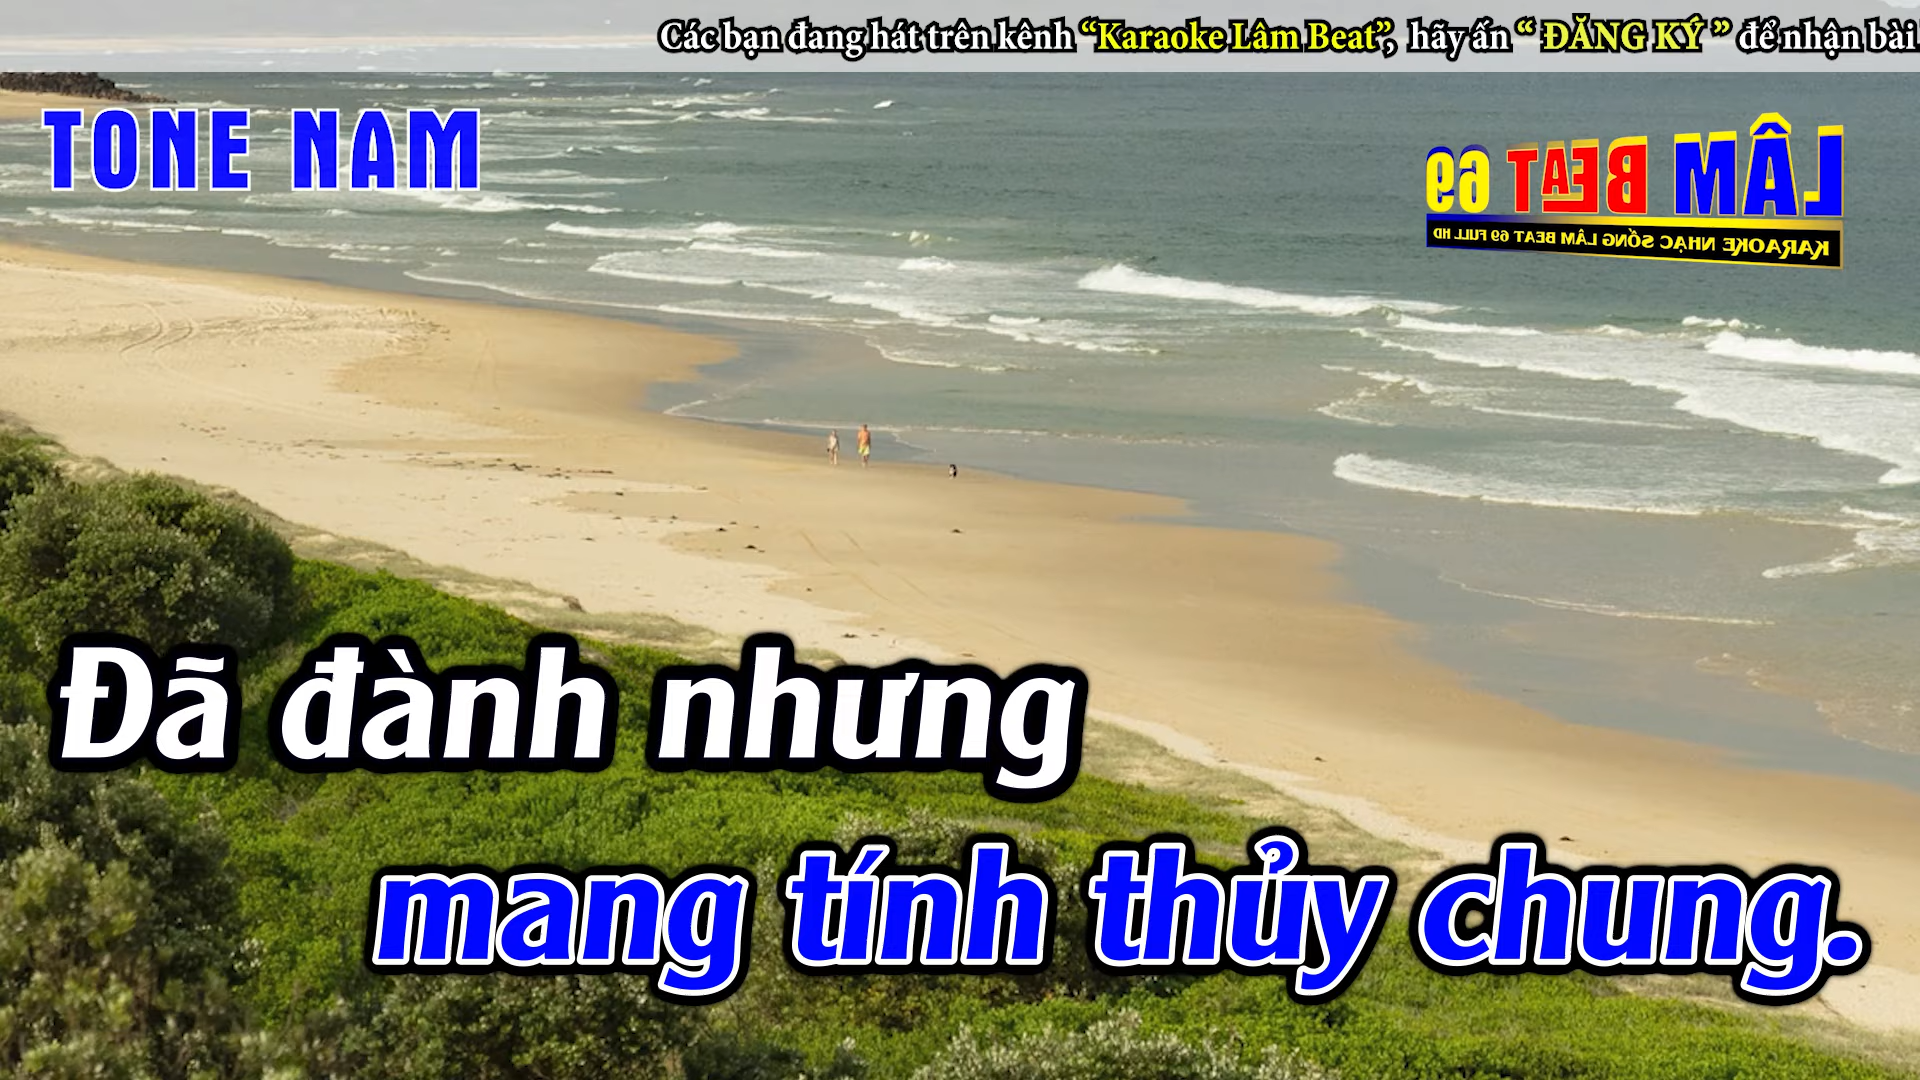 Các bạn đang hát trên kênh “Karaoke Lâm Beat”, hãy ấn “ ĐĂNG KÝ ” để nhận bài
TONE NAM
LÂM BEAT 69
KARAOKE NHẠC SỐNG LÂM BEAT 69 FULL HD
Đã đành nhưng
mang tính thủy chung.